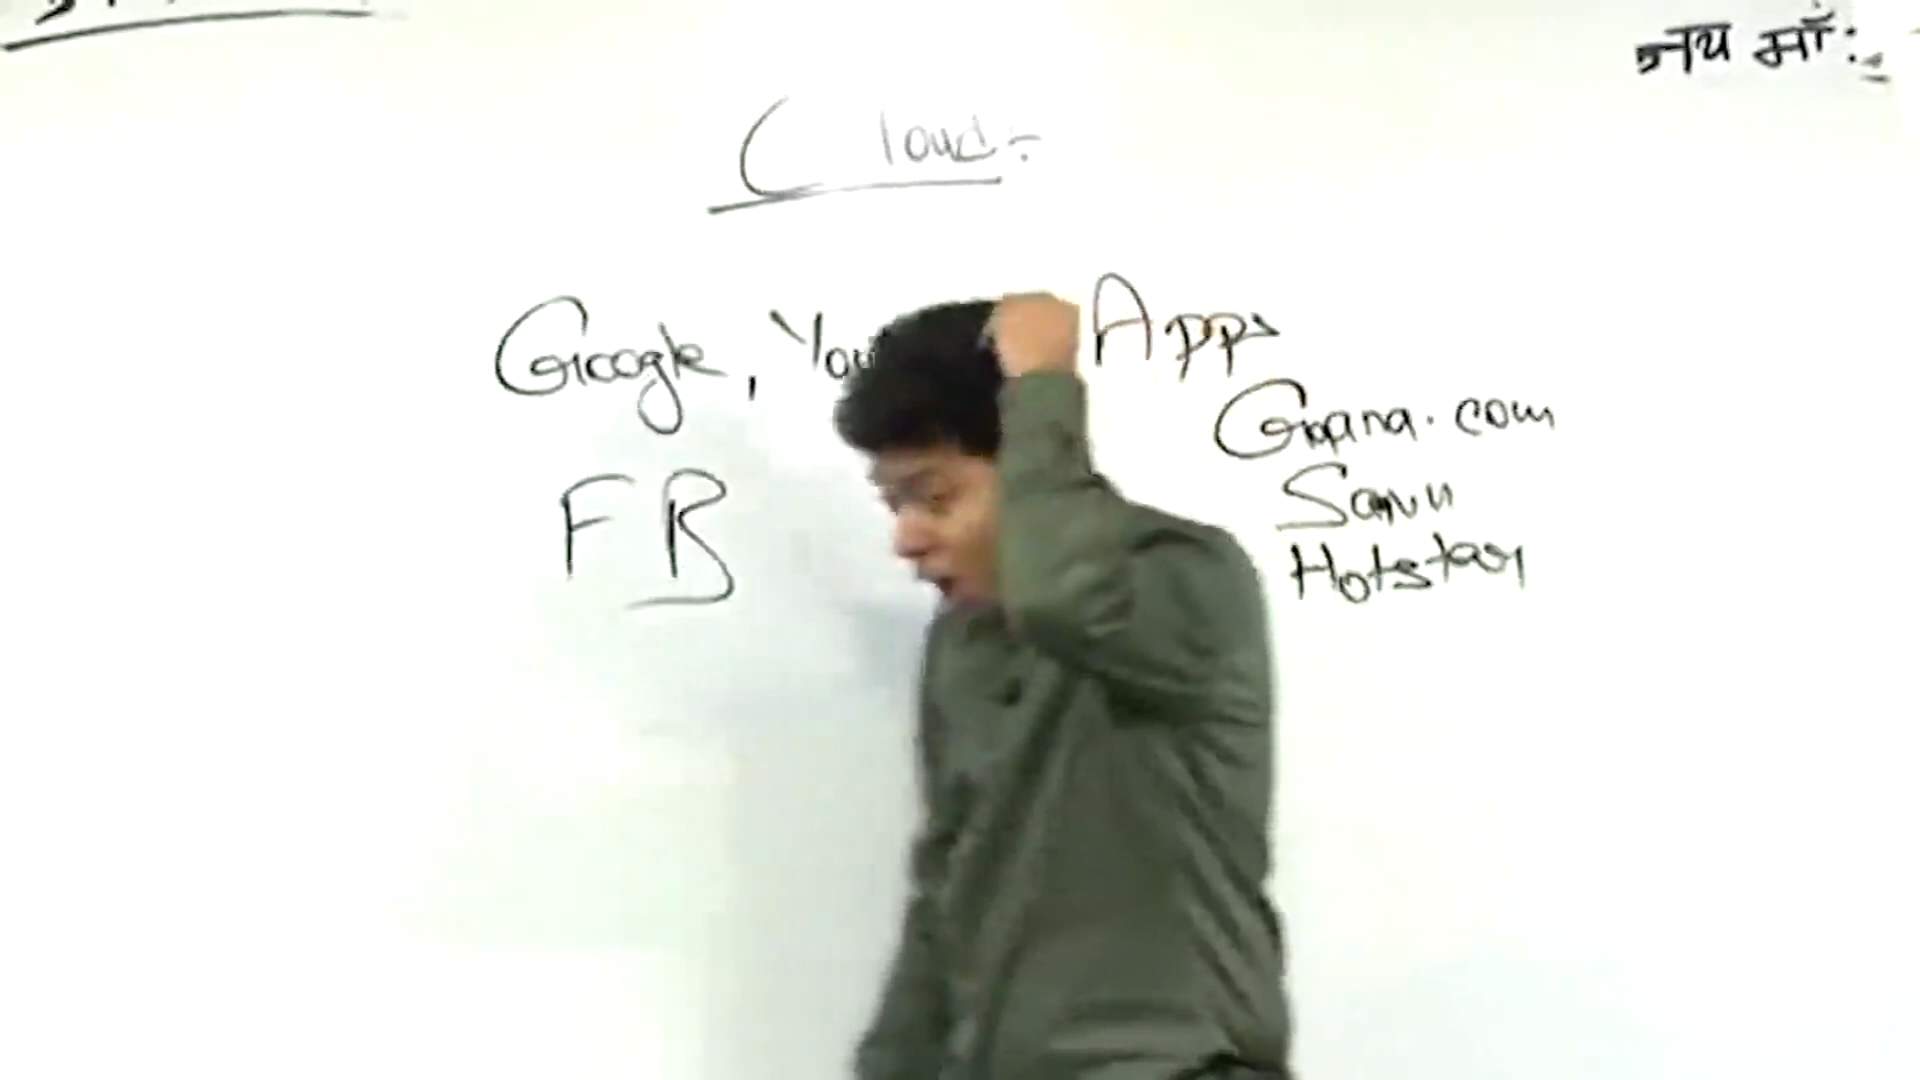 जय माँ:
Cloud:-
Google, You Apps
Gaana.com
Saavn
FB
Hotstar